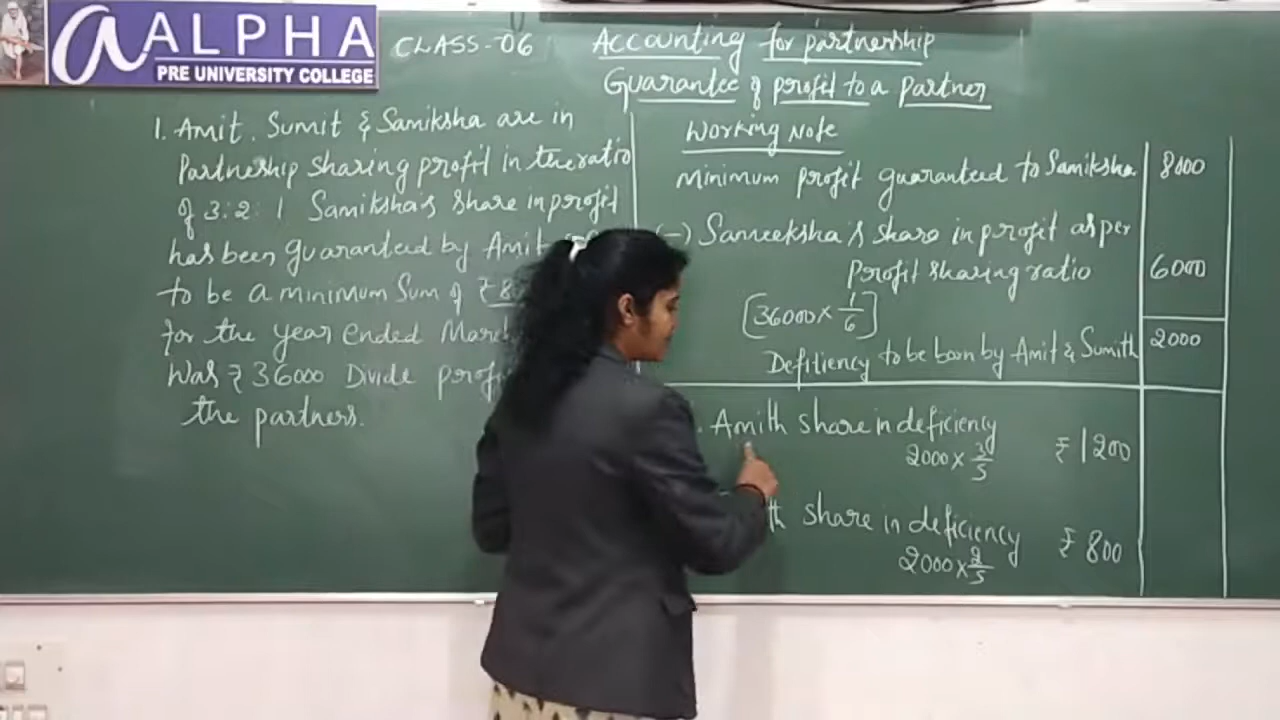 ALPHA
PRE UNIVERSITY COLLEGE
CLASS-06
Accounting for partnership
Guarantee of profit to a partner
1. Amit, Sumit & Samiksha are in
Partnership sharing profit in the ratio
of 3:2:1 Samiksha's Share in profit
has been guaranteed by Amit
to be a minimum Sum of ₹
for the year ended March
Was ₹ 36000 Divide
the partners.
Working Note
Minimum profit guaranteed to Samiksha 8000
(-) Sameeksha's share in profit as per
Profit sharing ratio 6000
[36000 × 1/6]
Defitiency to be born by Amit & Sumith 2000
Amith share in deficiency
2000 × 3/5 ₹ 1200
share in deficiency
2000 × 2/5 ₹ 800